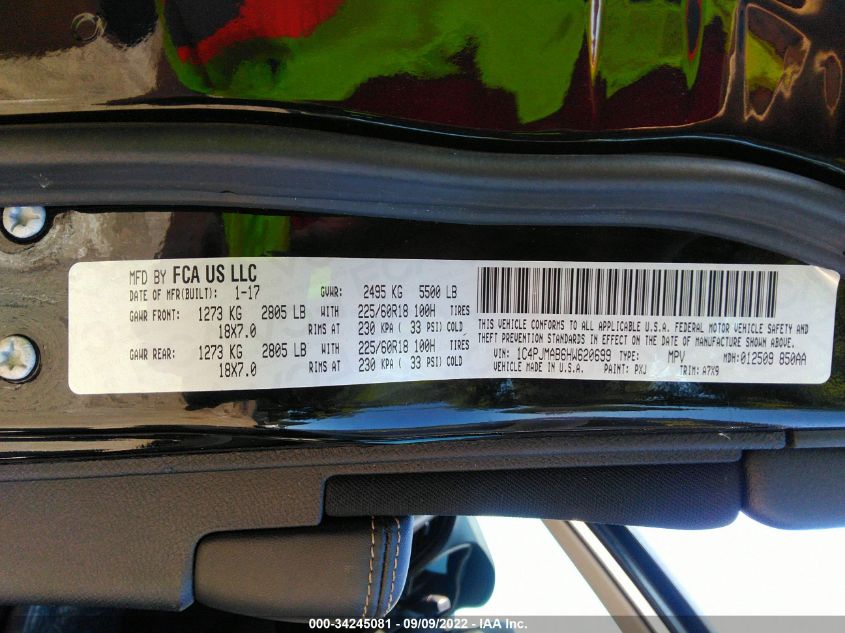 MFD BY FCA US LLC
DATE OF MFR(BUILT): 1-17 GVWR: 2495 KG 5500 LB
GAWR FRONT: 1273 KG 2805 LB WITH 225/60R18 100H TIRES
18X7.0 RIMS AT 230 KPA ( 33 PSI) COLD
GAWR REAR: 1273 KG 2805 LB WITH 225/60R18 100H TIRES
18X7.0 RIMS AT 230 KPA ( 33 PSI) COLD
THIS VEHICLE CONFORMS TO ALL APPLICABLE U.S.A. FEDERAL MOTOR VEHICLE SAFETY AND
THEFT PREVENTION STANDARDS IN EFFECT ON THE DATE OF MANUFACTURE SHOWN ABOVE.
VIN: 1C4PJMAB6HW620699 TYPE: MPV MDH: 012509 850AA
VEHICLE MADE IN U.S.A. PAINT: PXJ TRIM: A7X9
000-34245081 - 09/09/2022 - IAA Inc.